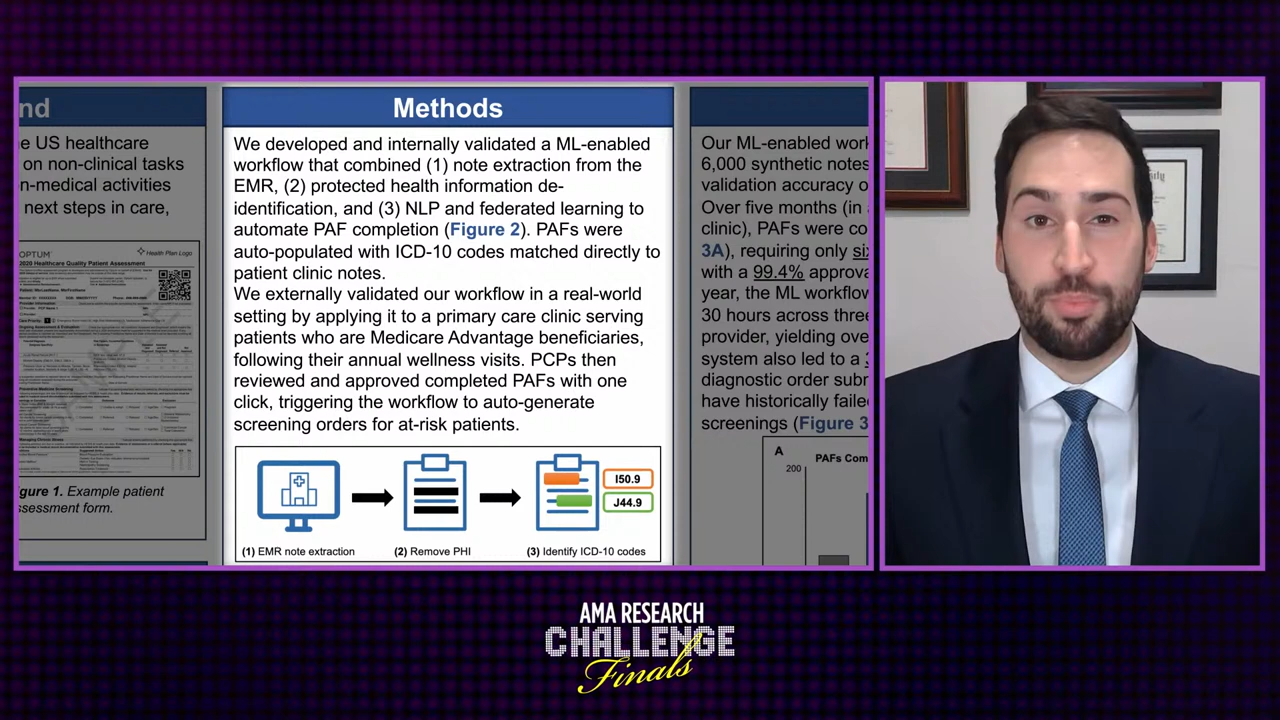 nd
e US healthcare
on non-clinical tasks
n-medical activities
next steps in care,
OPTUM
Health Plan Logo
2020 Healthcare Quality Patient Assessment
gure 1. Example patient
ssessment form.
Methods
We developed and internally validated a ML-enabled
workflow that combined (1) note extraction from the
EMR, (2) protected health information de-
identification, and (3) NLP and federated learning to
automate PAF completion (Figure 2). PAFs were
auto-populated with ICD-10 codes matched directly to
patient clinic notes.
We externally validated our workflow in a real-world
setting by applying it to a primary care clinic serving
patients who are Medicare Advantage beneficiaries,
following their annual wellness visits. PCPs then
reviewed and approved completed PAFs with one
click, triggering the workflow to auto-generate
screening orders for at-risk patients.
I50.9
J44.9
(1) EMR note extraction
(2) Remove PHI
(3) Identify ICD-10 codes
Our ML-enabled work
6,000 synthetic notes
validation accuracy o
Over five months (in
clinic), PAFs were co
3A), requiring only si
with a 99.4% approva
year, the ML workflow
30 hours across three
provider, yielding ove
system also led to a
diagnostic order subr
have historically faile
screenings (Figure 3
A
PAFs Com
200
AMA RESEARCH
CHALLENGE
Finals